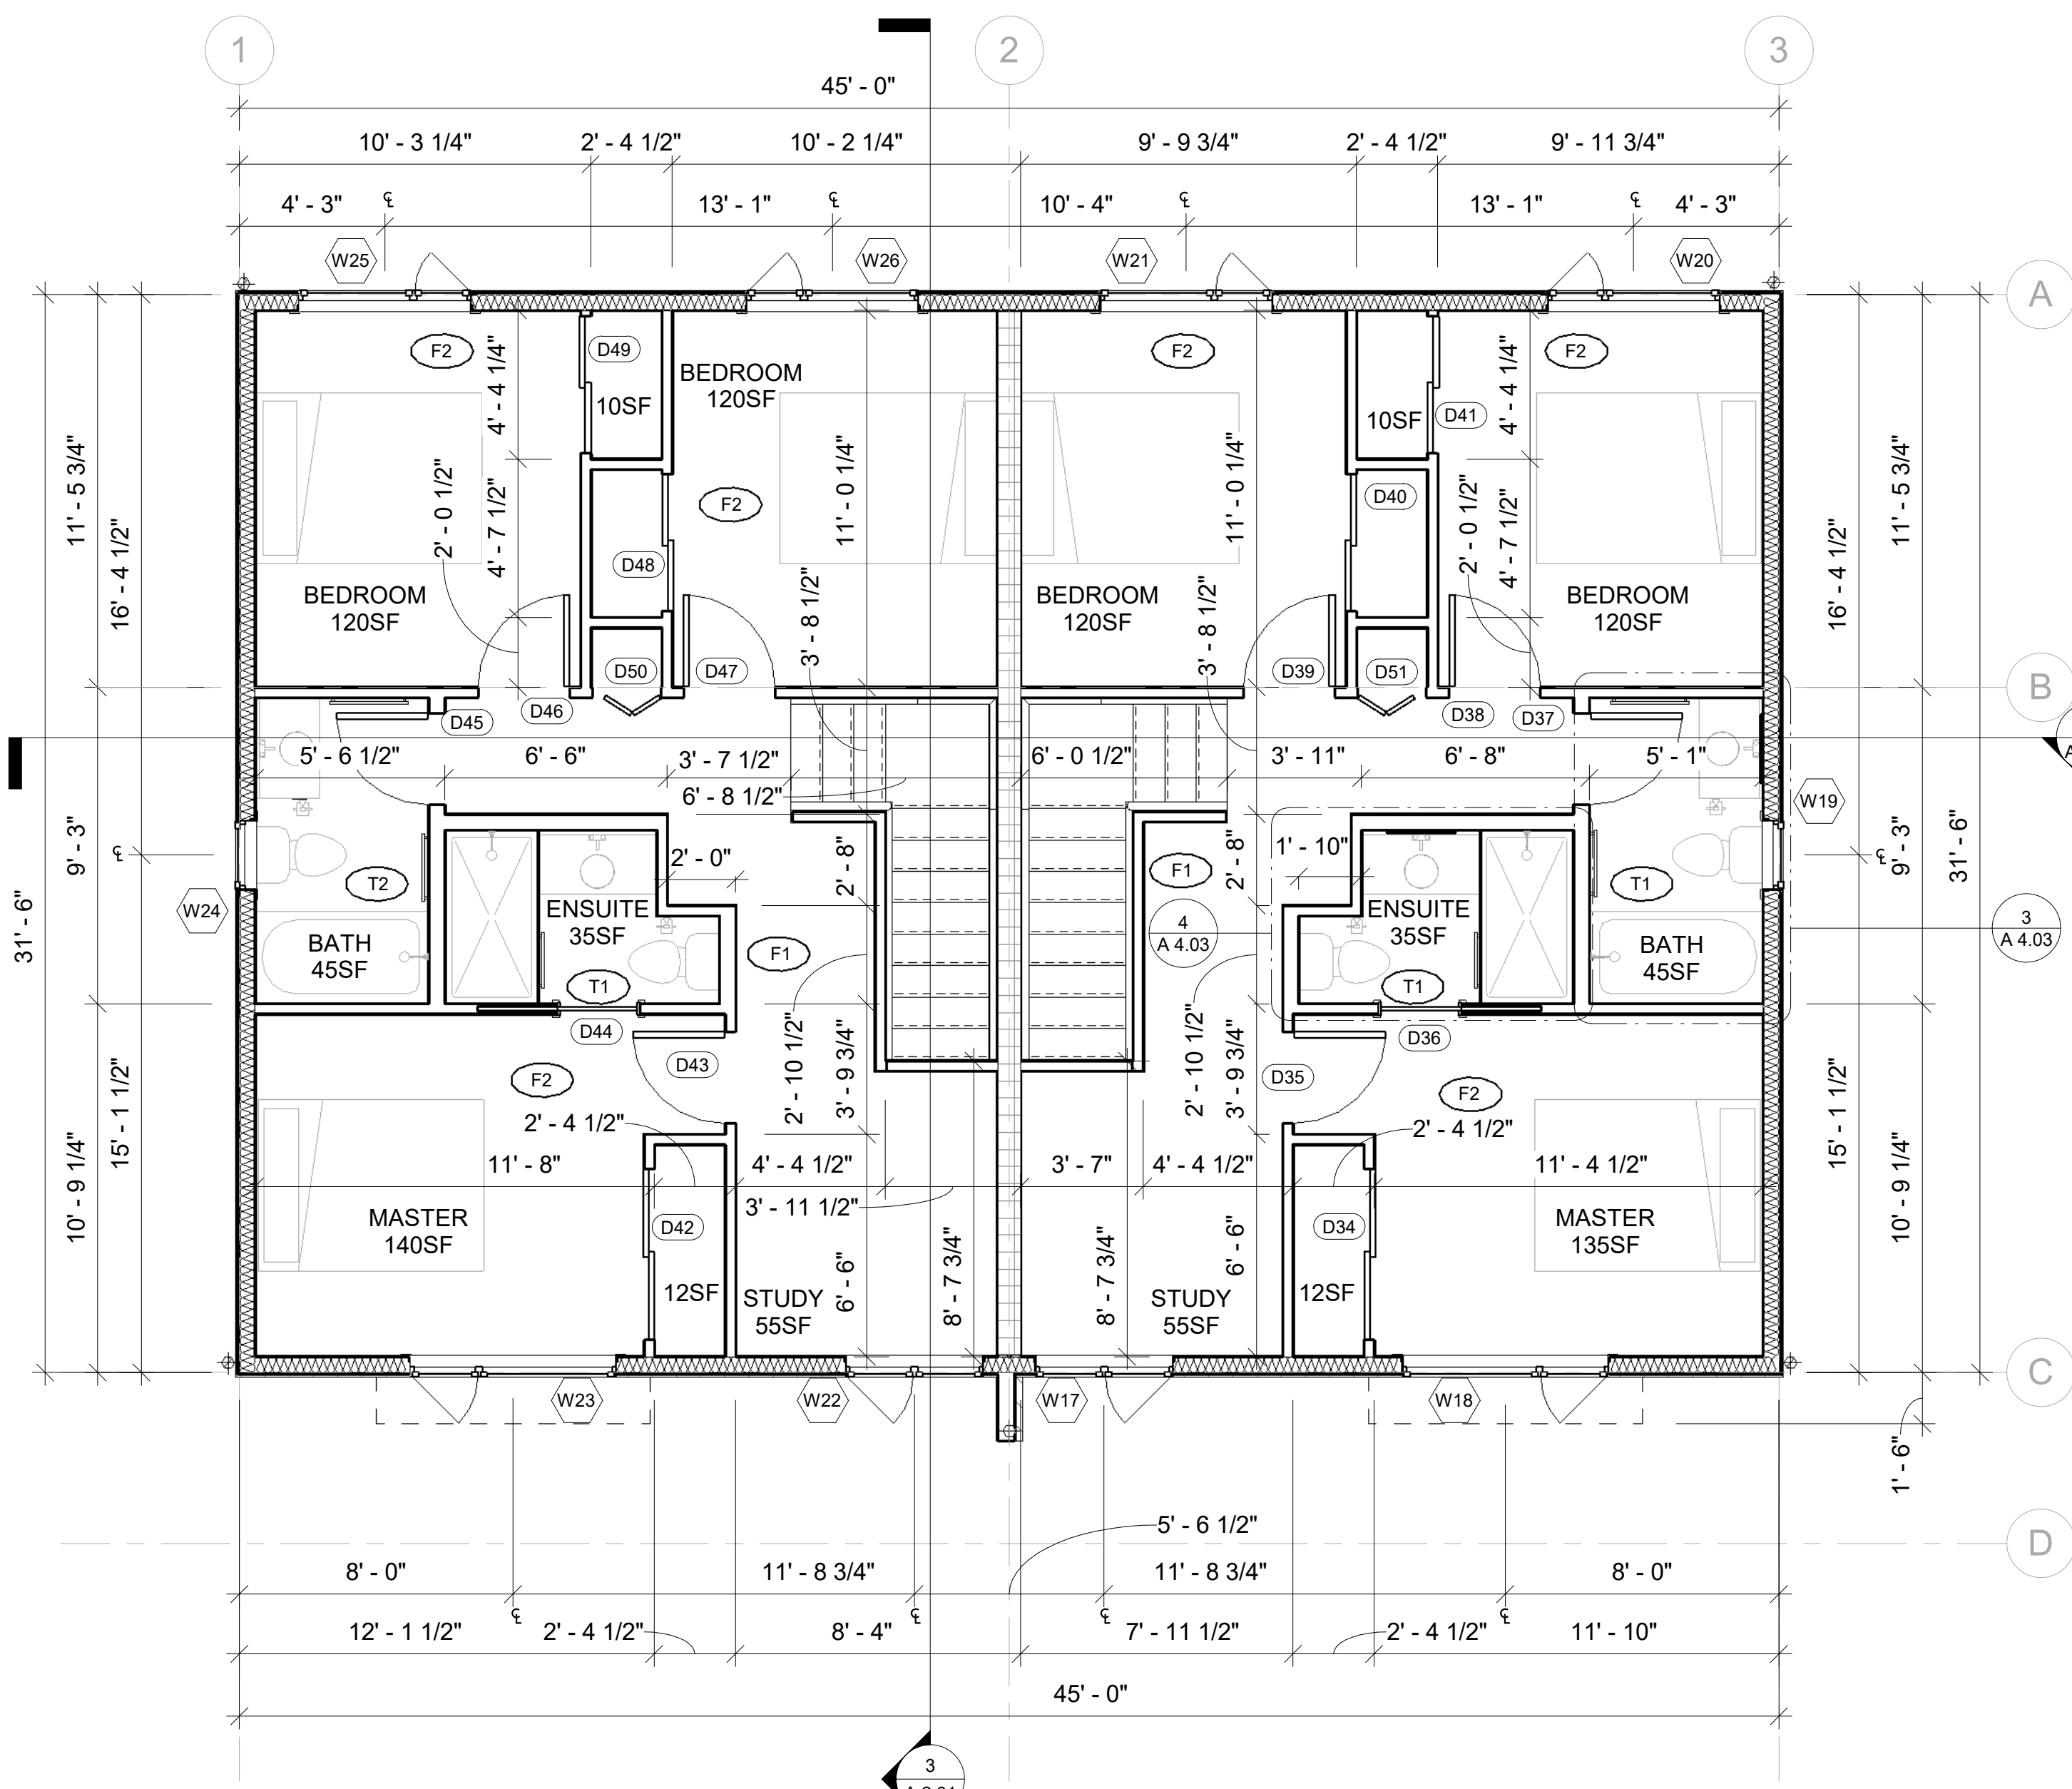 1
2
3
45' - 0"
10' - 3 1/4"
2' - 4 1/2"
10' - 2 1/4"
9' - 9 3/4"
2' - 4 1/2"
9' - 11 3/4"
4' - 3"
℄
13' - 1"
℄
10' - 4"
℄
13' - 1"
℄
4' - 3"
W25
W26
W21
W20
A
F2
D49
BEDROOM
120SF
F2
F2
10SF
4' - 4 1/4"
10SF
D41
4' - 4 1/4"
11' - 5 3/4"
16' - 4 1/2"
2' - 0 1/2"
4' - 7 1/2"
F2
11' - 0 1/4"
11' - 0 1/4"
D40
2' - 0 1/2"
4' - 7 1/2"
16' - 4 1/2"
11' - 5 3/4"
D48
BEDROOM
120SF
BEDROOM
120SF
BEDROOM
120SF
3' - 8 1/2"
3' - 8 1/2"
D50
D47
D39
D51
B
D45
D46
D38
D37
5' - 6 1/2"
6' - 6"
3' - 7 1/2"
6' - 0 1/2"
3' - 11"
6' - 8"
5' - 1"
6' - 8 1/2"
W19
9' - 3"
℄
2' - 0"
2' - 8"
2' - 8"
1' - 10"
℄
9' - 3"
31' - 6"
T2
F1
T1
W24
ENSUITE
35SF
ENSUITE
35SF
31' - 6"
BATH
45SF
F1
4
A 4.03
BATH
45SF
3
A 4.03
T1
T1
D44
D43
D35
D36
F2
F2
2' - 10 1/2"
3' - 9 3/4"
2' - 10 1/2"
3' - 9 3/4"
2' - 4 1/2"
2' - 4 1/2"
15' - 1 1/2"
10' - 9 1/4"
15' - 1 1/2"
10' - 9 1/4"
11' - 8"
4' - 4 1/2"
3' - 7"
4' - 4 1/2"
11' - 4 1/2"
3' - 11 1/2"
MASTER
140SF
D42
D34
MASTER
135SF
6' - 6"
8' - 7 3/4"
8' - 7 3/4"
6' - 6"
12SF
STUDY
55SF
STUDY
55SF
12SF
C
W23
W22
W17
W18
1' - 6"
5' - 6 1/2"
D
8' - 0"
11' - 8 3/4"
11' - 8 3/4"
8' - 0"
℄
℄
℄
℄
12' - 1 1/2"
2' - 4 1/2"
8' - 4"
7' - 11 1/2"
2' - 4 1/2"
11' - 10"
45' - 0"
3